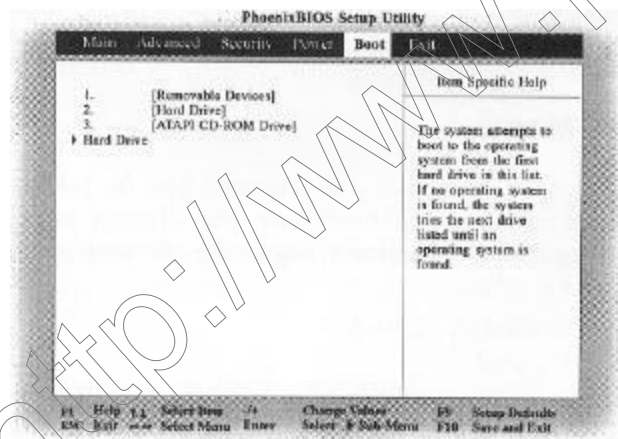 PhoenixBIOS Setup Utility
Main Advanced Security Power Boot Exit
Item Specific Help
1. [Removable Devices]
2. [Hard Drive]
3. [ATAPI CD-ROM Drive]
Hard Drive
The system attempts to
boot to the operating
system from the first
hard drive in this list.
If no operating system
is found, the system
tries the next drive
listed until an
operating system is
found.
F1 Help ↑↓ Select Item -/+ Change Values F9 Setup Defaults
ESC Exit ←→ Select Menu Enter Select ▶ Sub-Menu F10 Save and Exit
http://www